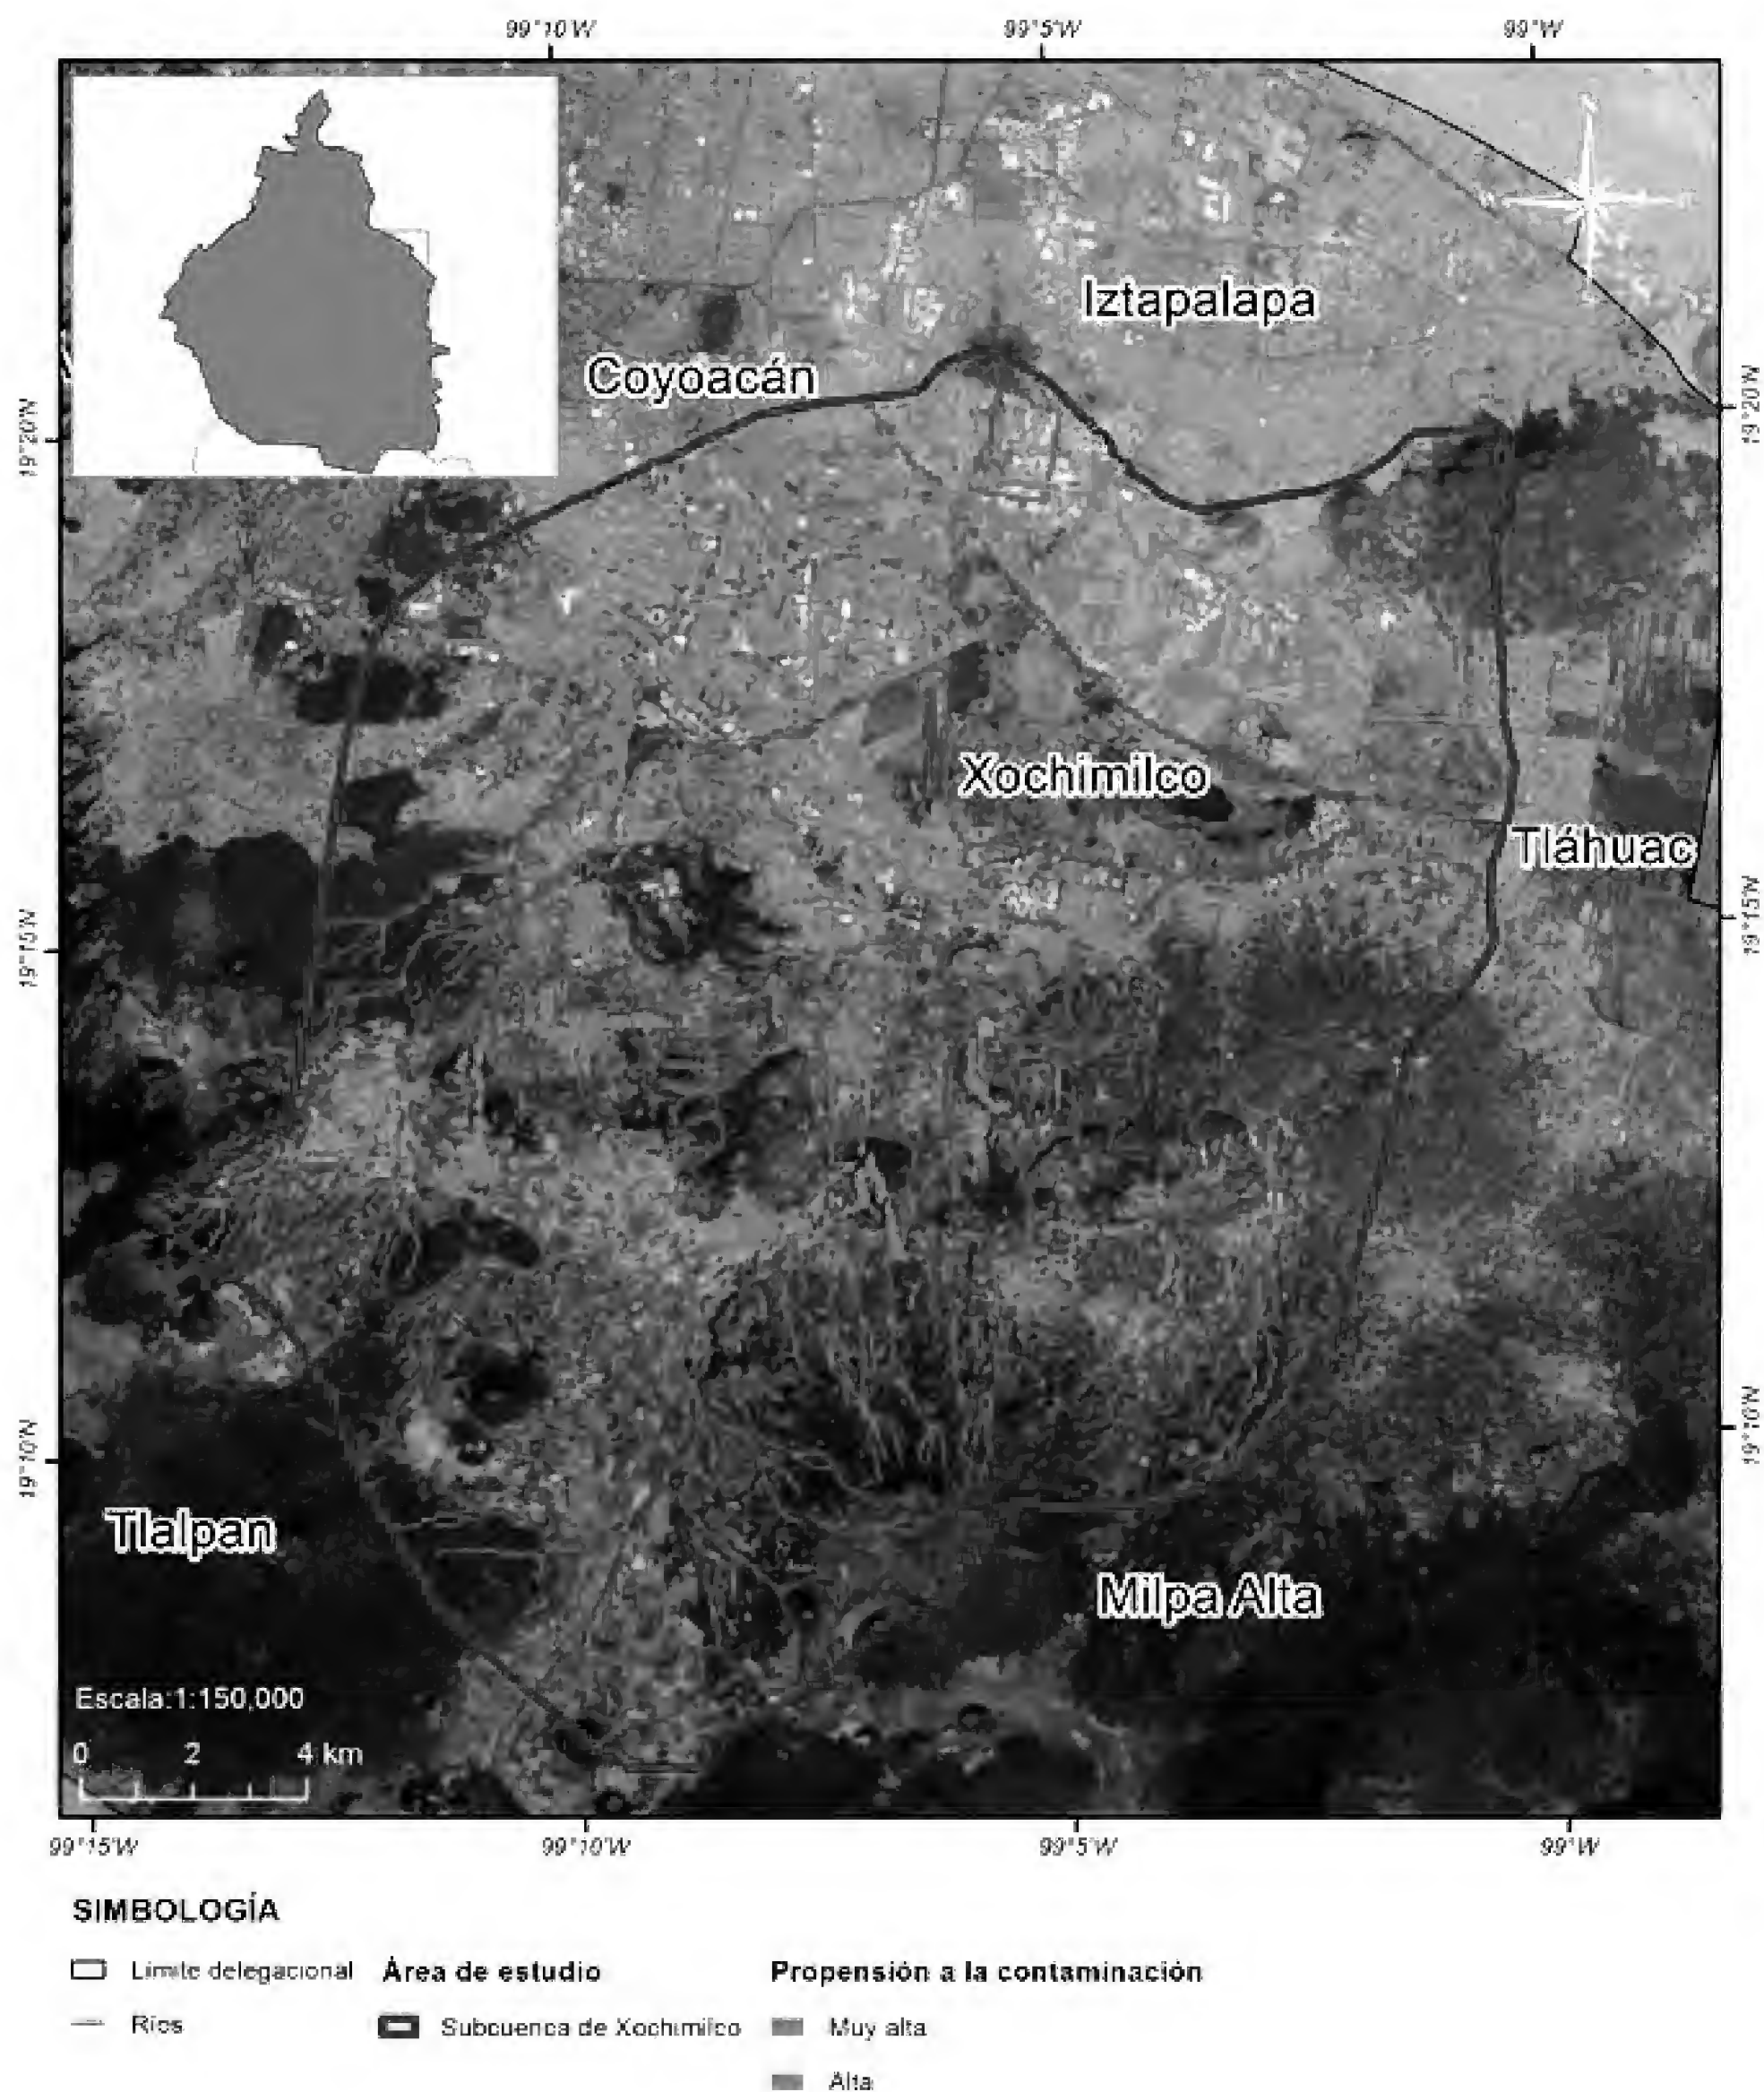 99°10'W 99°5'W 99°W
Iztapalapa
Coyoacán
19°20'N 19°20'N
Xochimilco
Tláhuac
19°15'N 19°15'N
19°10'N 19°10'N
Tlalpan
Milpa Alta
Escala:1:150,000
0 2 4 km
99°15'W 99°10'W 99°5'W 99°W
SIMBOLOGÍA
Límite delegacional Área de estudio Propensión a la contaminación
Ríos Subcuenca de Xochimilco Muy alta
Alta